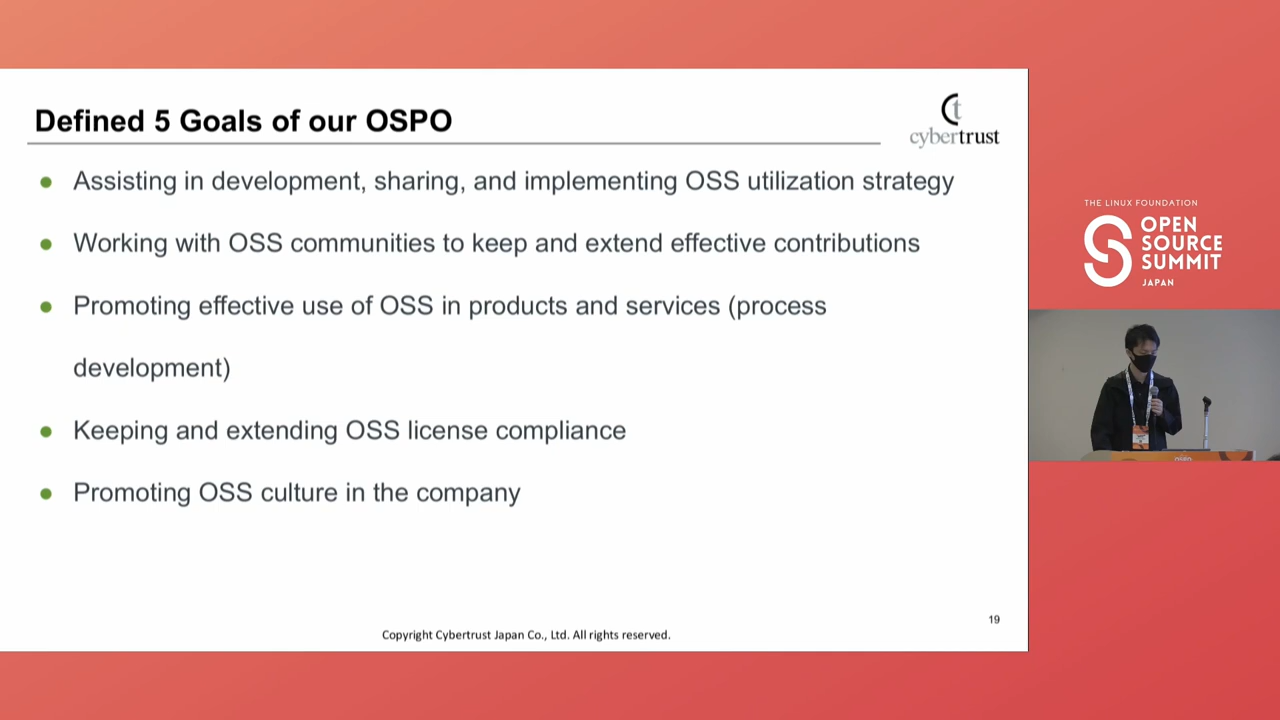 Defined 5 Goals of our OSPO
cybertrust
Assisting in development, sharing, and implementing OSS utilization strategy
Working with OSS communities to keep and extend effective contributions
Promoting effective use of OSS in products and services (process
development)
Keeping and extending OSS license compliance
Promoting OSS culture in the company
19
Copyright Cybertrust Japan Co., Ltd. All rights reserved.
THE LINUX FOUNDATION
OPEN
SOURCE
SUMMIT
JAPAN